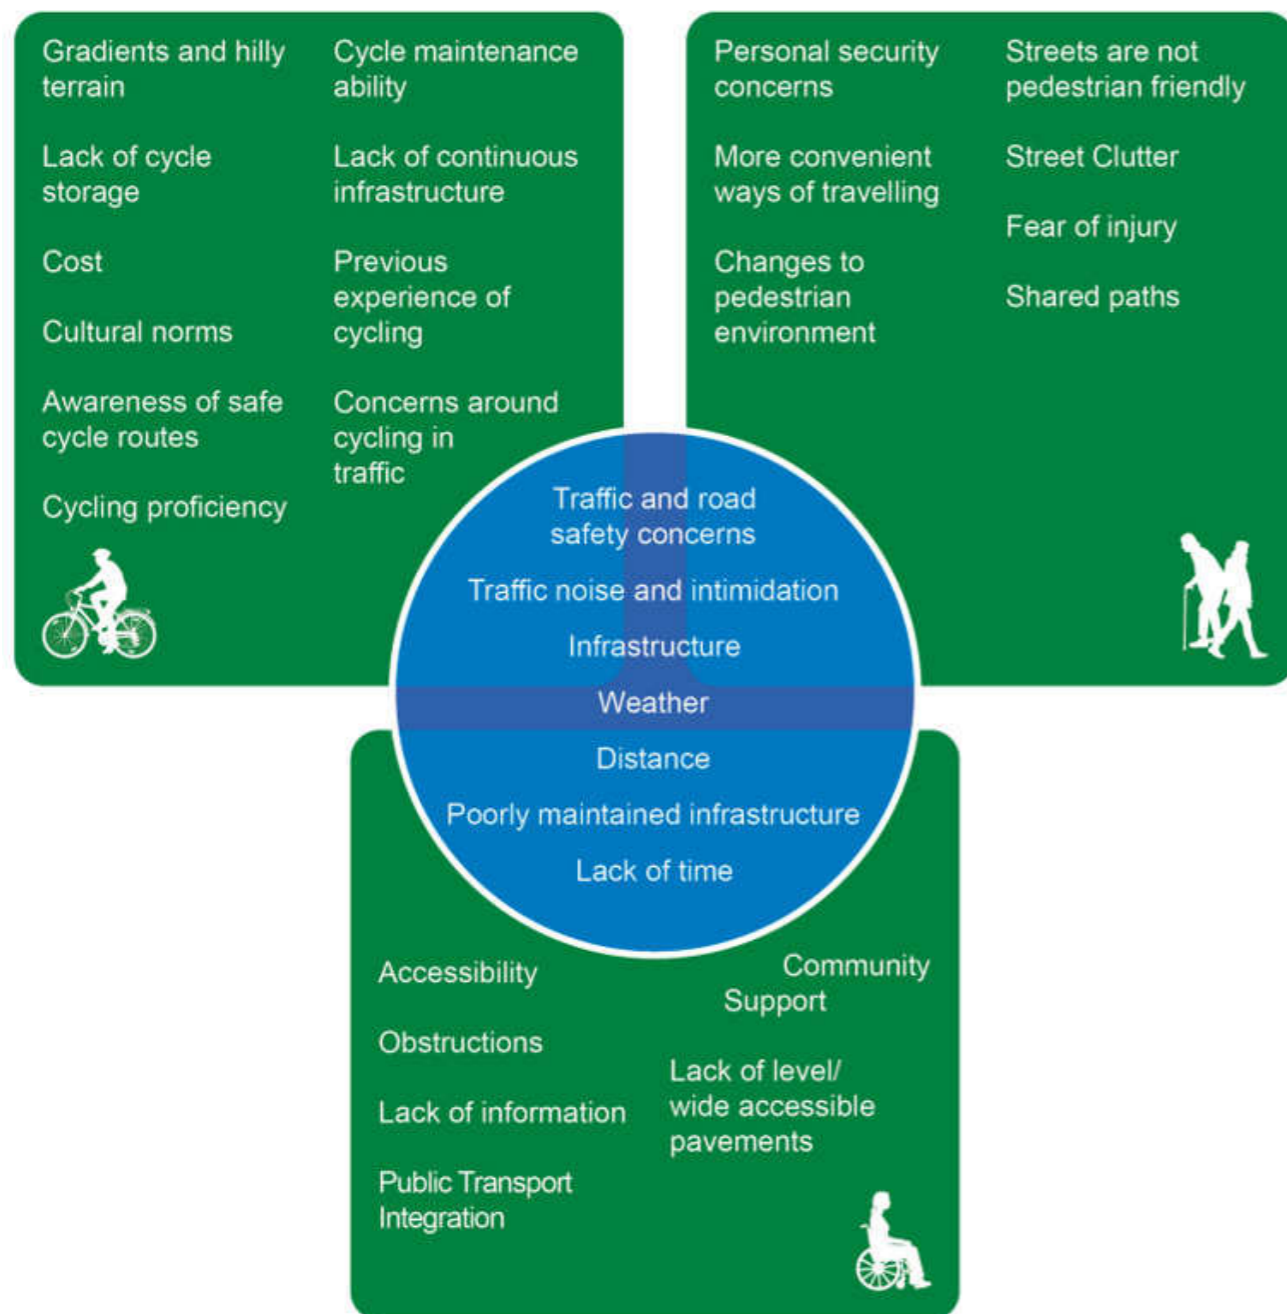 Gradients and hilly
terrain
Lack of cycle
storage
Cost
Cultural norms
Awareness of safe
cycle routes
Cycling proficiency
Cycle maintenance
ability
Lack of continuous
infrastructure
Previous
experience of
cycling
Concerns around
cycling in
traffic
Personal security
concerns
More convenient
ways of travelling
Changes to
pedestrian
environment
Streets are not
pedestrian friendly
Street Clutter
Fear of injury
Shared paths
Traffic and road
safety concerns
Traffic noise and intimidation
Infrastructure
Weather
Distance
Poorly maintained infrastructure
Lack of time
Accessibility
Obstructions
Lack of information
Public Transport
Integration
Community
Support
Lack of level/
wide accessible
pavements